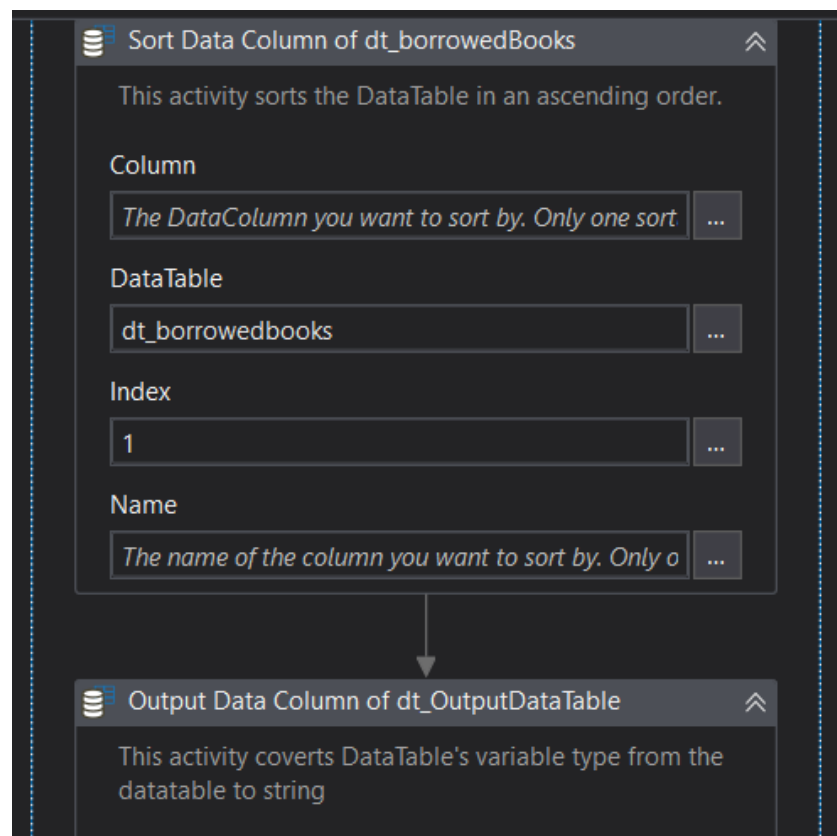 Sort Data Column of dt_borrowedBooks
This activity sorts the DataTable in an ascending order.
Column
The DataColumn you want to sort by. Only one sort
...
DataTable
dt_borrowedbooks
...
Index
1
...
Name
The name of the column you want to sort by. Only o
...
Output Data Column of dt_OutputDataTable
This activity coverts DataTable's variable type from the
datatable to string